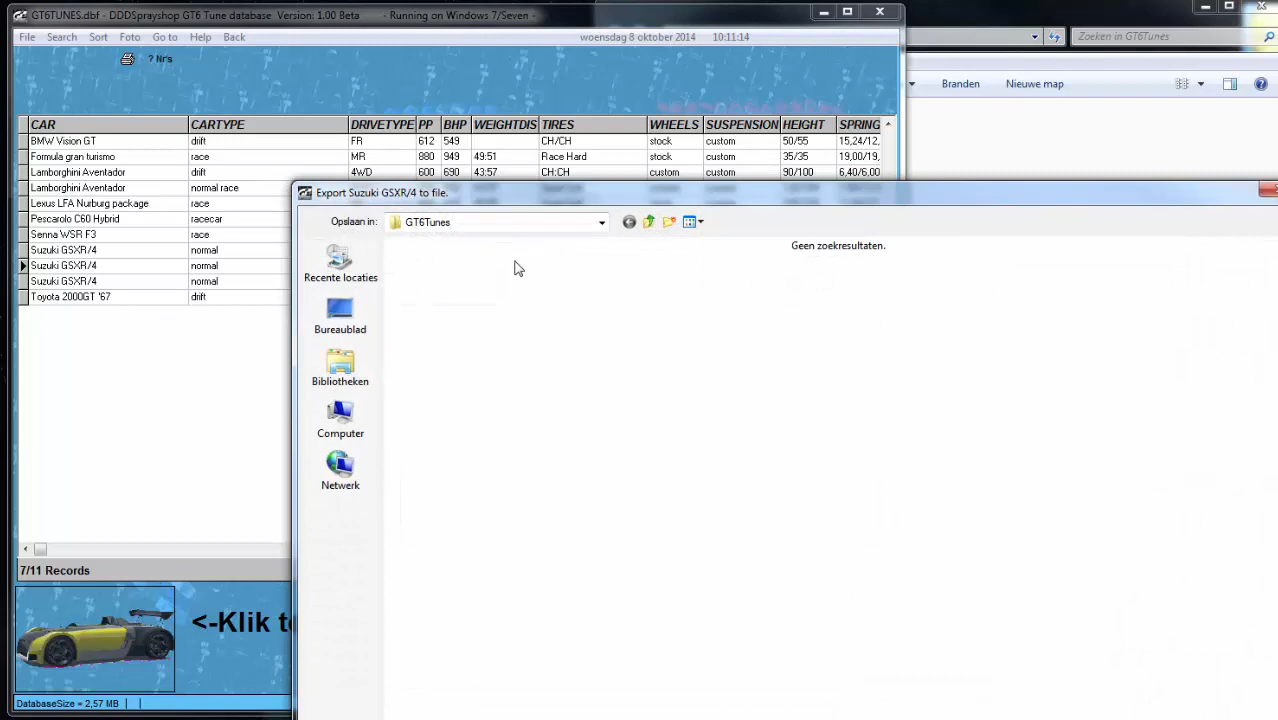 GT6TUNES.dbf - DDDSprayshop GT6 Tune database Version: 1.00 Beta - Running on Windows 7/Seven -
File Search Sort Foto Go to Help Back woensdag 8 oktober 2014 10:11:14
Zoeken in GT6Tunes
? Nr's
Branden Nieuwe map
CAR CARTYPE DRIVETYPE PP BHP WEIGHTDIS TIRES WHEELS SUSPENSION HEIGHT SPRING
BMW Vision GT drift FR 612 549 CH/CH stock custom 50/55 15,24/12,
Formula gran turismo race MR 880 949 49:51 Race Hard stock custom 35/35 19,00/19,
Lamborghini Aventador drift 4WD 600 690 43:57 CH:CH custom custom 90/100 6,40/6,00
Lamborghini Aventador normal race
Export Suzuki GSXR/4 to file.
Lexus LFA Nurburg package race
Pescarolo C60 Hybrid racecar
Opslaan in: GT6Tunes
Senna WSR F3 race
Geen zoekresultaten.
Suzuki GSXR/4 normal
Suzuki GSXR/4 normal
Suzuki GSXR/4 normal
Toyota 2000GT '67 drift
Recente locaties
Bureaublad
Bibliotheken
Computer
Netwerk
7/11 Records
<-Klik t
DatabaseSize = 2,57 MB